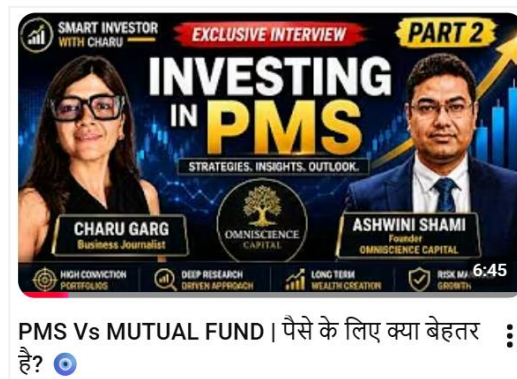 SMART INVESTOR
WITH CHARU
EXCLUSIVE INTERVIEW
PART 2
INVESTING
IN PMS
STRATEGIES. INSIGHTS. OUTLOOK.
CHARU GARG
Business Journalist
OMNISCIENCE
CAPITAL
ASHWINI SHAMI
Founder
OMNISCIENCE CAPITAL
HIGH CONVICTION
PORTFOLIOS
DEEP RESEARCH
DRIVEN APPROACH
LONG TERM
WEALTH CREATION
RISK
GROWTH
6:45
PMS Vs MUTUAL FUND | पैसे के लिए क्या बेहतर
है? 🧿